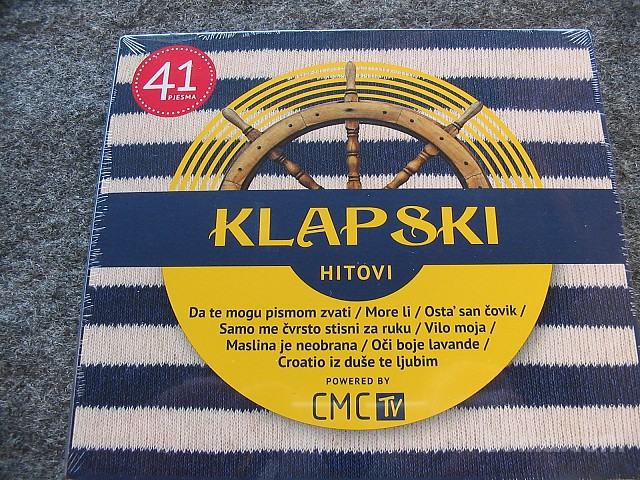 41
PJESMA
KLAPSKI
HITOVI
Da te mogu pismom zvati / More li / Osta' san čovik /
Samo me čvrsto stisni za ruku / Vilo moja /
Maslina je neobrana / Oči boje lavande /
Croatio iz duše te ljubim
POWERED BY
CMC TV